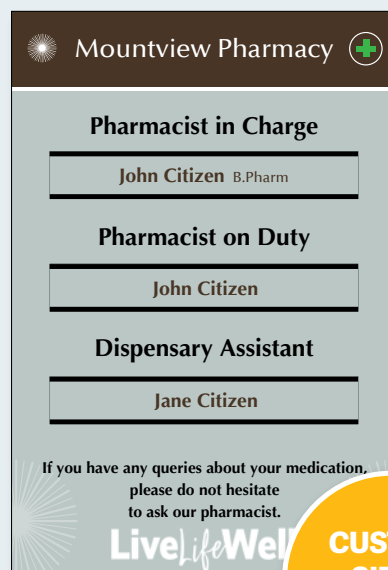 Mountview Pharmacy
Pharmacist in Charge
John Citizen B.Pharm
Pharmacist on Duty
John Citizen
Dispensary Assistant
Jane Citizen
If you have any queries about your medication,
please do not hesitate
to ask our pharmacist.
LiveLifeWell
CUS